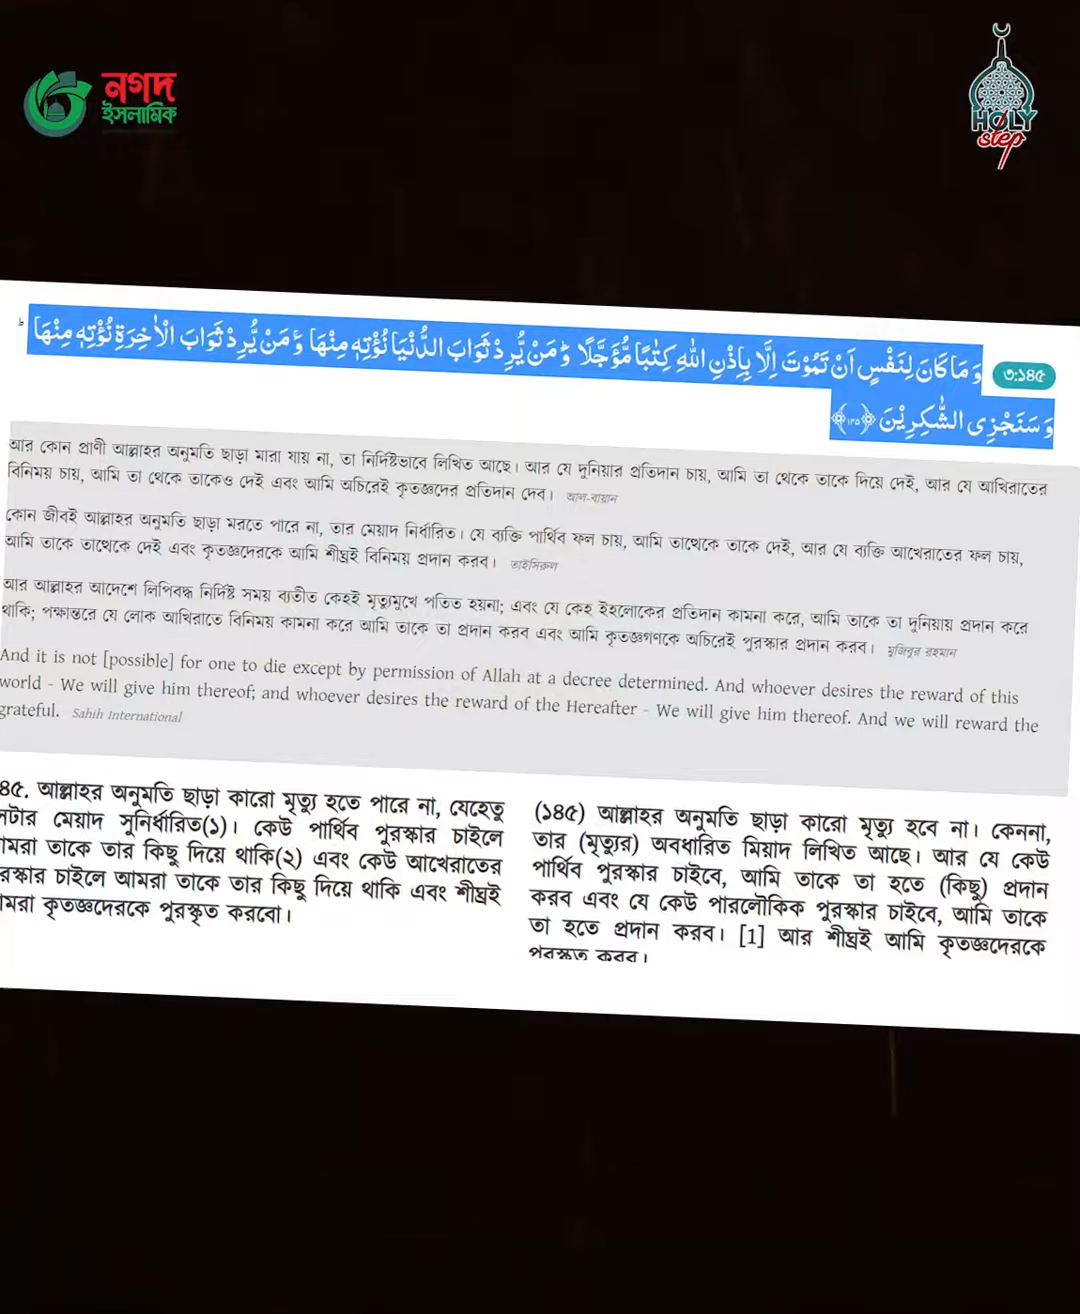 নগদ
ইসলামিক
HOLY
step
وَ مَا كَانَ لِنَفْسٍ اَنْ تَمُوْتَ اِلَّا بِاِذْنِ اللّٰهِ كِتٰبًا مُّؤَجَّلًا ؕ وَ مَنْ یُّرِدْ ثَوَابَ الدُّنْیَا نُؤْتِهٖ مِنْهَا ۚ وَ مَنْ یُّرِدْ ثَوَابَ الْاٰخِرَةِ نُؤْتِهٖ مِنْهَا ؕ
৩:১৪৫
وَ سَنَجْزِی الشّٰكِرِیْنَ ﴿۱۴۵﴾
আর কোন প্রাণী আল্লাহর অনুমতি ছাড়া মারা যায় না, তা নির্দিষ্টভাবে লিখিত আছে। আর যে দুনিয়ার প্রতিদান চায়, আমি তা থেকে তাকে দিয়ে দেই, আর যে আখিরাতের
বিনিময় চায়, আমি তা থেকে তাকেও দেই এবং আমি অচিরেই কৃতজ্ঞদের প্রতিদান দেব। আল-বায়ান
কোন জীবই আল্লাহর অনুমতি ছাড়া মরতে পারে না, তার মেয়াদ নির্ধারিত। যে ব্যক্তি পার্থিব ফল চায়, আমি তাত্থেকে তাকে দেই, আর যে ব্যক্তি আখেরাতের ফল চায়,
আমি তাকে তাত্থেকে দেই এবং কৃতজ্ঞদেরকে আমি শীঘ্রই বিনিময় প্রদান করব। তাইসিরুল
আর আল্লাহর আদেশে লিপিবদ্ধ নির্দিষ্ট সময় ব্যতীত কেহই মৃত্যুমুখে পতিত হয়না; এবং যে কেহ ইহলোকের প্রতিদান কামনা করে, আমি তাকে তা দুনিয়ায় প্রদান করে
থাকি; পক্ষান্তরে যে লোক আখিরাতে বিনিময় কামনা করে আমি তাকে তা প্রদান করব এবং আমি কৃতজ্ঞগণকে অচিরেই পুরস্কার প্রদান করব। মুজিবুর রহমান
And it is not [possible] for one to die except by permission of Allah at a decree determined. And whoever desires the reward of this
world - We will give him thereof; and whoever desires the reward of the Hereafter - We will give him thereof. And we will reward the
grateful. Sahih International
৪৫. আল্লাহর অনুমতি ছাড়া কারো মৃত্যু হতে পারে না, যেহেতু
সেটার মেয়াদ সুনির্ধারিত(১)। কেউ পার্থিব পুরস্কার চাইলে
আমরা তাকে তার কিছু দিয়ে থাকি(২) এবং কেউ আখেরাতের
পুরস্কার চাইলে আমরা তাকে তার কিছু দিয়ে থাকি এবং শীঘ্রই
আমরা কৃতজ্ঞদেরকে পুরস্কৃত করবো।
(১৪৫) আল্লাহর অনুমতি ছাড়া কারো মৃত্যু হবে না। কেননা,
তার (মৃত্যুর) অবধারিত মিয়াদ লিখিত আছে। আর যে কেউ
পার্থিব পুরস্কার চাইবে, আমি তাকে তা হতে (কিছু) প্রদান
করব এবং যে কেউ পারলৌকিক পুরস্কার চাইবে, আমি তাকে
তা হতে প্রদান করব। [1] আর শীঘ্রই আমি কৃতজ্ঞদেরকে
পুরস্কৃত করব।